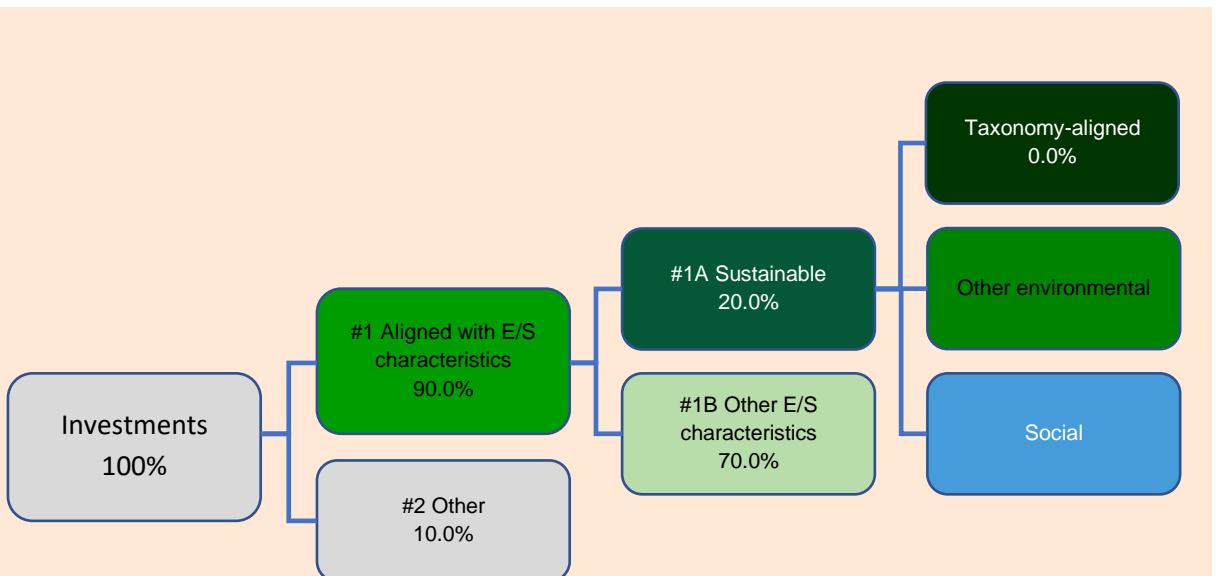 Investments
100%
#1 Aligned with E/S
characteristics
90.0%
#2 Other
10.0%
#1A Sustainable
20.0%
#1B Other E/S
characteristics
70.0%
Taxonomy-aligned
0.0%
Other environmental
Social